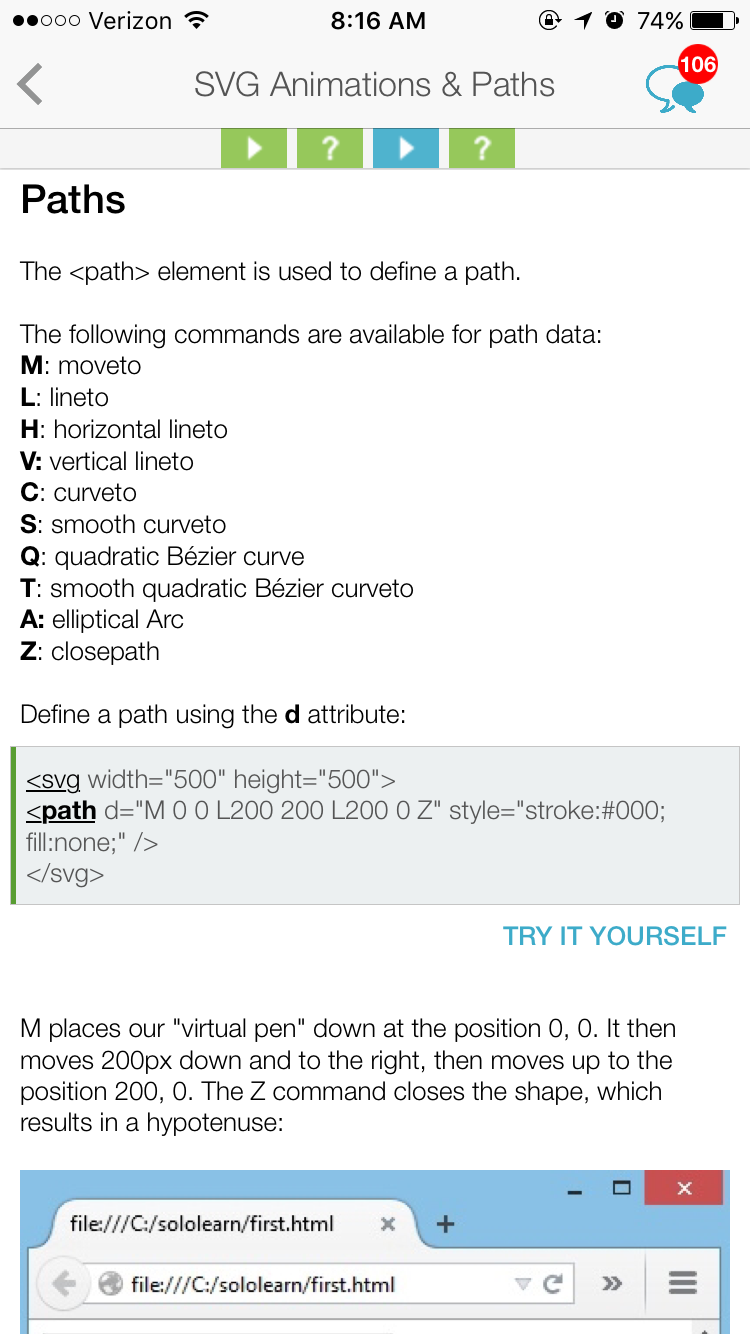 Verizon 8:16 AM 74%
SVG Animations & Paths
106
?
?
Paths
The <path> element is used to define a path.
The following commands are available for path data:
M: moveto
L: lineto
H: horizontal lineto
V: vertical lineto
C: curveto
S: smooth curveto
Q: quadratic Bézier curve
T: smooth quadratic Bézier curveto
A: elliptical Arc
Z: closepath
Define a path using the d attribute:
<svg width="500" height="500">
<path d="M 0 0 L200 200 L200 0 Z" style="stroke:#000;
fill:none;" />
</svg>
TRY IT YOURSELF
M places our "virtual pen" down at the position 0, 0. It then
moves 200px down and to the right, then moves up to the
position 200, 0. The Z command closes the shape, which
results in a hypotenuse:
file:///C:/sololearn/first.html
file:///C:/sololearn/first.html